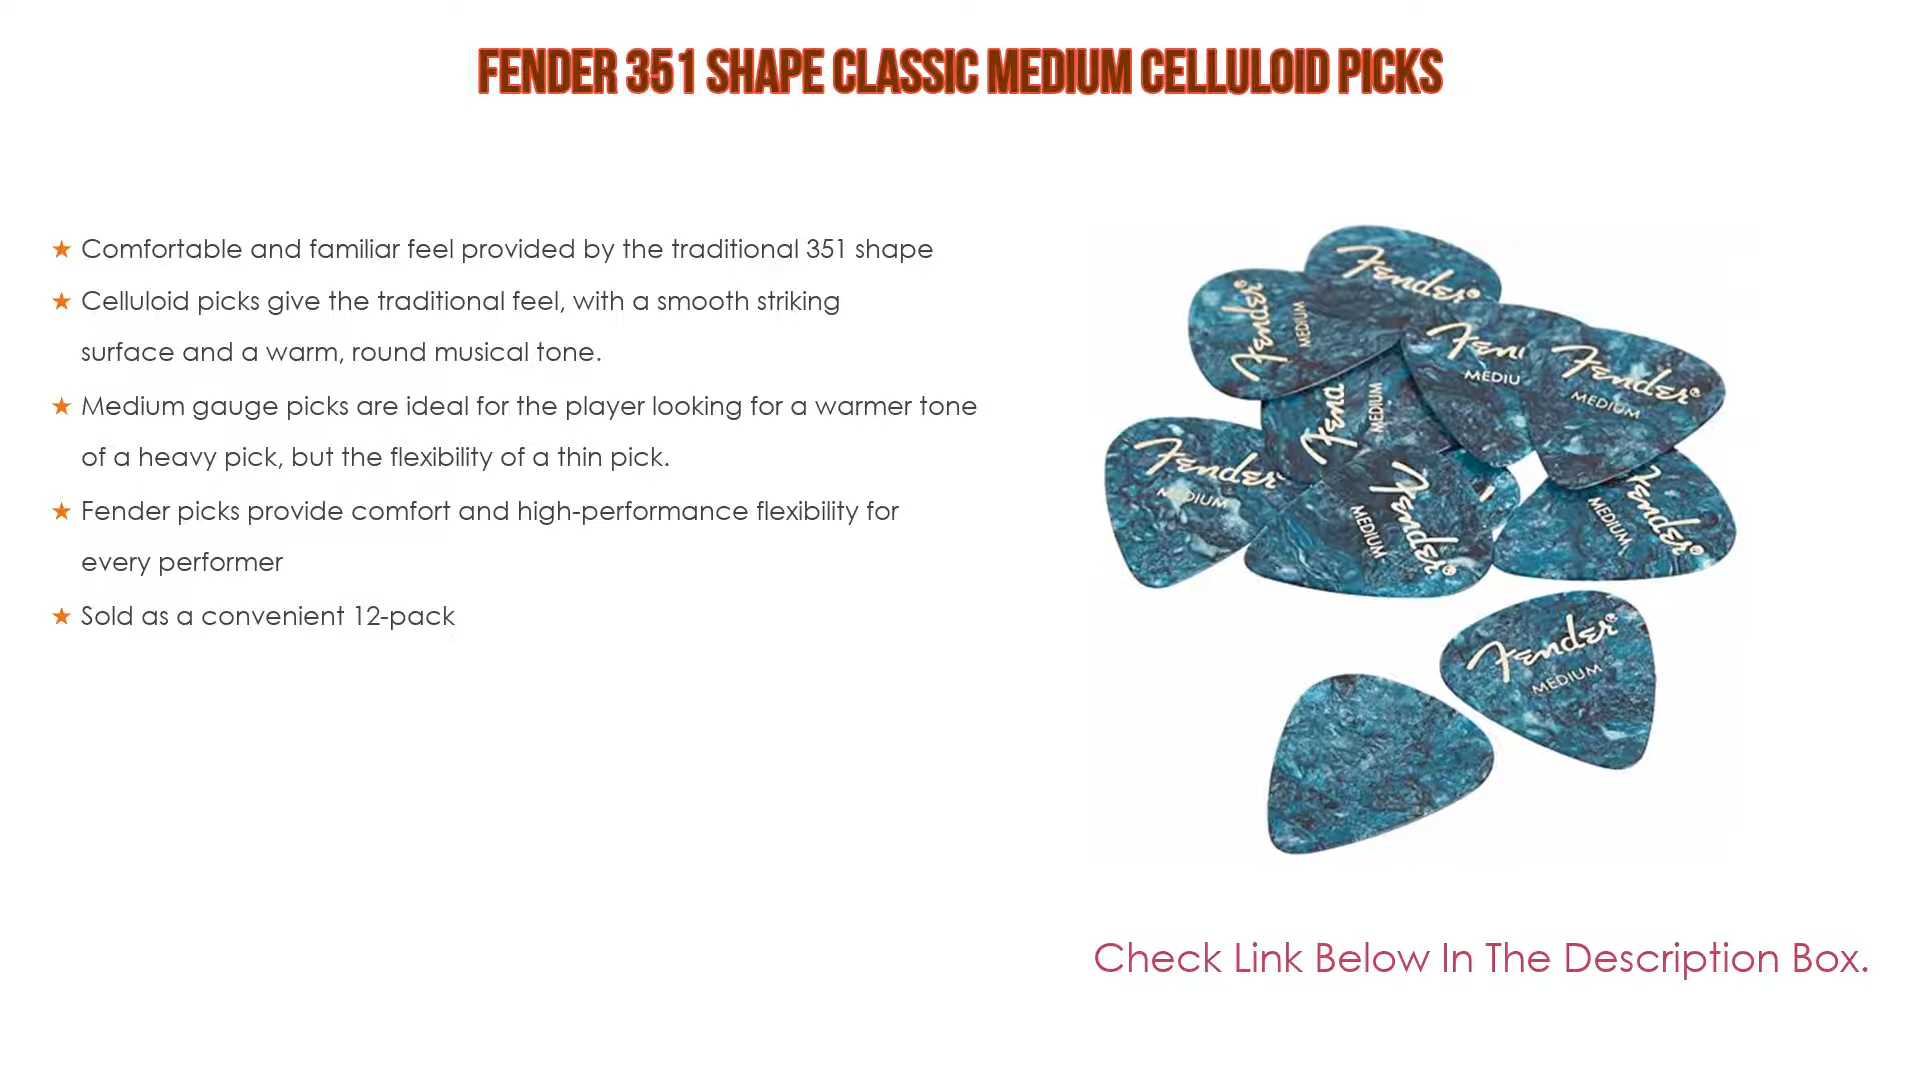 FENDER 351 SHAPE CLASSIC MEDIUM CELLULOID PICKS
★ Comfortable and familiar feel provided by the traditional 351 shape
★ Celluloid picks give the traditional feel, with a smooth striking
surface and a warm, round musical tone.
★ Medium gauge picks are ideal for the player looking for a warmer tone
of a heavy pick, but the flexibility of a thin pick.
★ Fender picks provide comfort and high-performance flexibility for
every performer
★ Sold as a convenient 12-pack
Fender®
Fender®
MEDIUM
Fen
MEDIU
Fender®
MEDIUM
Fend
MEDIUM
Fender
MEDIUM
Fender®
MEDIUM
Fender®
MEDIUM
Fender®
MEDIUM
Check Link Below In The Description Box.